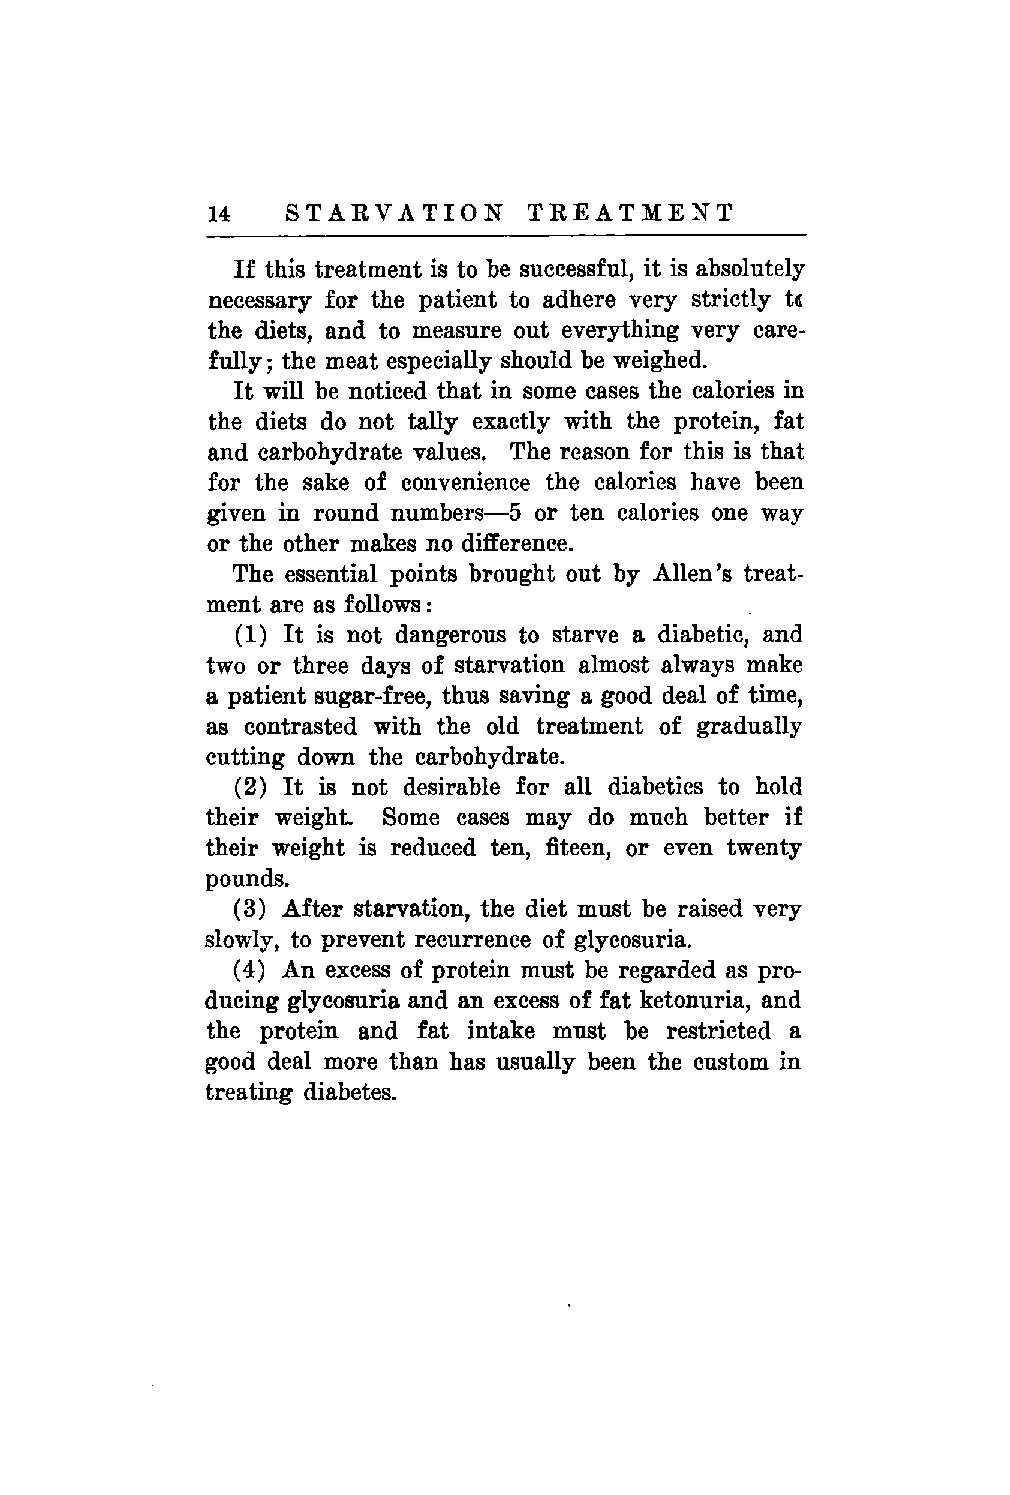 14 STARVATION TREATMENT
If this treatment is to be successful, it is absolutely
necessary for the patient to adhere very strictly
the diets, and to measure out everything very care-
fully; the meat especially should be weighed.
It will be noticed that in some cases the calories in
the diets do not tally exactly with the protein, fat
and carbohydrate values. The reason for this is that
for the sake of convenience the calories have been
given in round numbers—5 or ten calories one way
or the other makes no difference.
The essential points brought out by Allen's treat-
ment are as follows:
(1) It is not dangerous to starve a diabetic, and
two or three days of starvation almost always make
a patient sugar-free, thus saving a good deal of time,
as contrasted with the old treatment of gradually
cutting down the carbohydrate.
(2) It is not desirable for all diabetics to hold
their weight. Some cases may do much better if
their weight is reduced ten, fiteen, or even twenty
pounds.
(3) After starvation, the diet must be raised very
slowly, to prevent recurrence of glycosuria.
(4) An excess of protein must be regarded as pro-
ducing glycosuria and an excess of fat ketonuria, and
the protein and fat intake must be restricted a
good deal more than has usually been the custom in
treating diabetes.